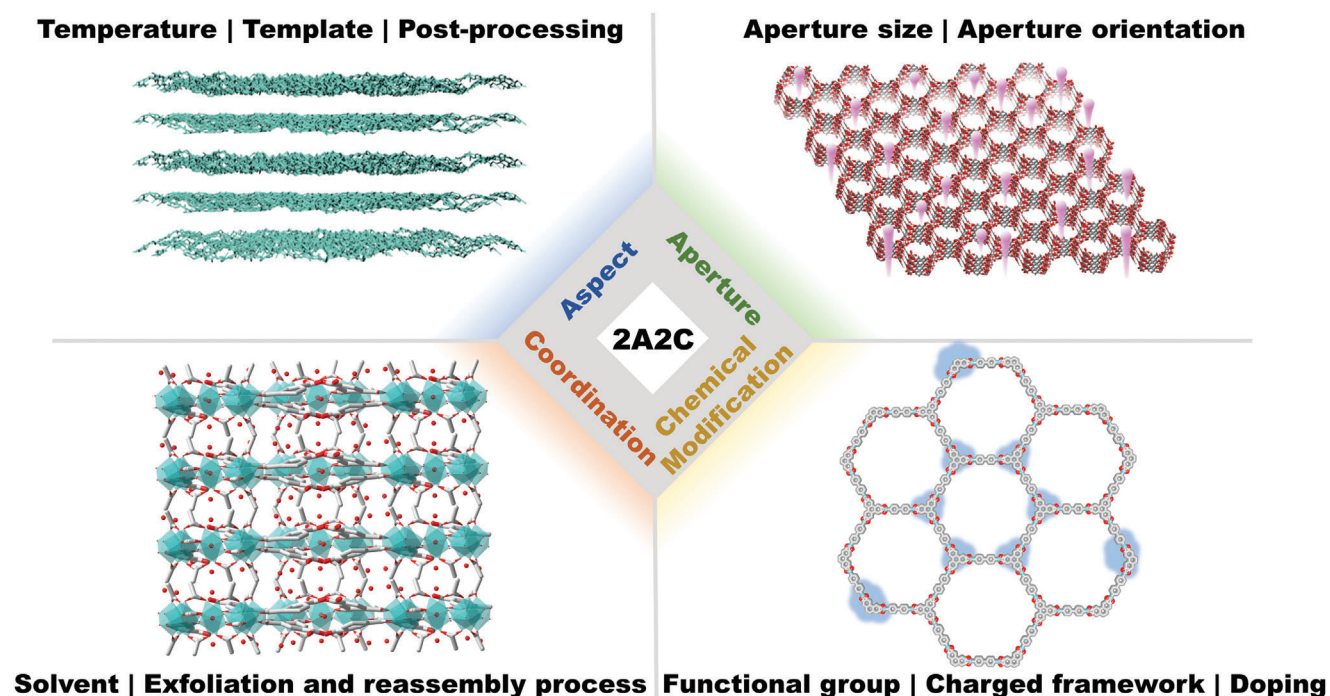 Temperature | Template | Post-processing
Aperture size | Aperture orientation
Aspect
Aperture
2A2C
Coordination
Chemical
Modification
Solvent | Exfoliation and reassembly process
Functional group | Charged framework | Doping